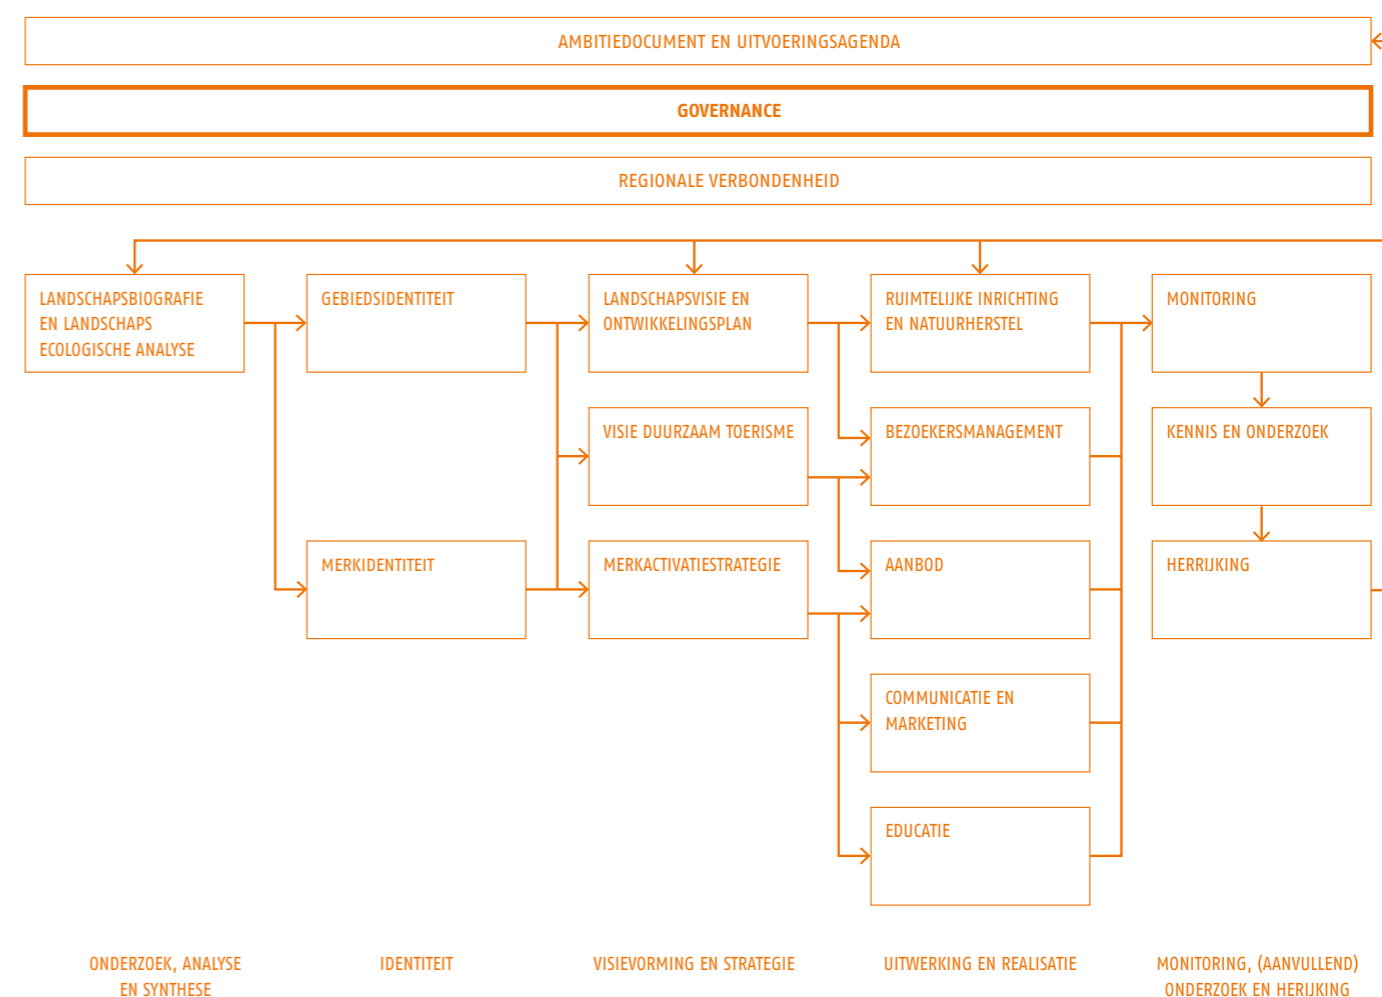 AMBITIEDOCUMENT EN UITVOERINGSAGENDA
GOVERNANCE
REGIONALE VERBONDENHEID
LANDSCHAPSBIOGRAFIE
EN LANDSCHAPS
ECOLOGISCHE ANALYSE
GEBIEDSIDENTITEIT
MERKIDENTITEIT
LANDSCHAPSVISIE EN
ONTWIKKELINGSPLAN
VISIE DUURZAAM TOERISME
MERKACTIVATIESTRATEGIE
RUIMTELIJKE INRICHTING
EN NATUURHERSTEL
BEZOEKERSMANAGEMENT
AANBOD
COMMUNICATIE EN
MARKETING
EDUCATIE
MONITORING
KENNIS EN ONDERZOEK
HERRIJKING
ONDERZOEK, ANALYSE
EN SYNTHESE
IDENTITEIT
VISIEVORMING EN STRATEGIE
UITWERKING EN REALISATIE
MONITORING, (AANVULLEND)
ONDERZOEK EN HERIJKING